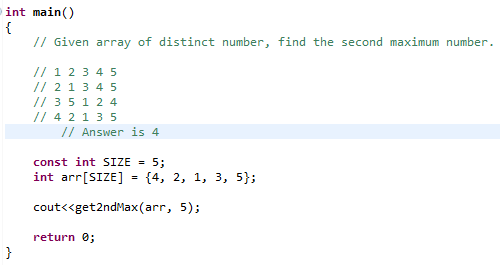 int main()
{
// Given array of distinct number, find the second maximum number.
// 1 2 3 4 5
// 2 1 3 4 5
// 3 5 1 2 4
// 4 2 1 3 5
// Answer is 4
const int SIZE = 5;
int arr[SIZE] = {4, 2, 1, 3, 5};
cout<<get2ndMax(arr, 5);
return 0;
}